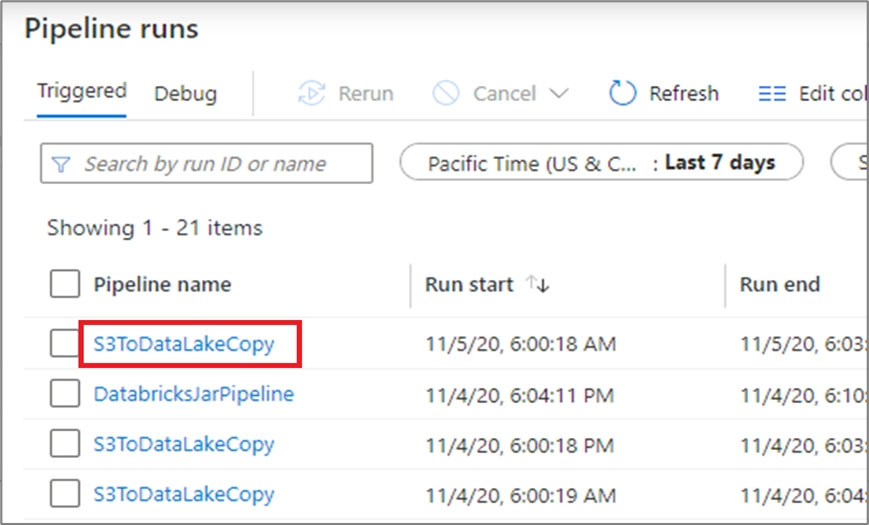 Pipeline runs
Triggered Debug Rerun Cancel Refresh Edit col
Search by run ID or name Pacific Time (US & C... : Last 7 days S
Showing 1 - 21 items
Pipeline name Run start Run end
S3ToDataLakeCopy 11/5/20, 6:00:18 AM 11/5/20, 6:03:
DatabricksJarPipeline 11/4/20, 6:04:11 PM 11/4/20, 6:10:
S3ToDataLakeCopy 11/4/20, 6:00:18 PM 11/4/20, 6:03:
S3ToDataLakeCopy 11/4/20, 6:00:19 AM 11/4/20, 6:04: